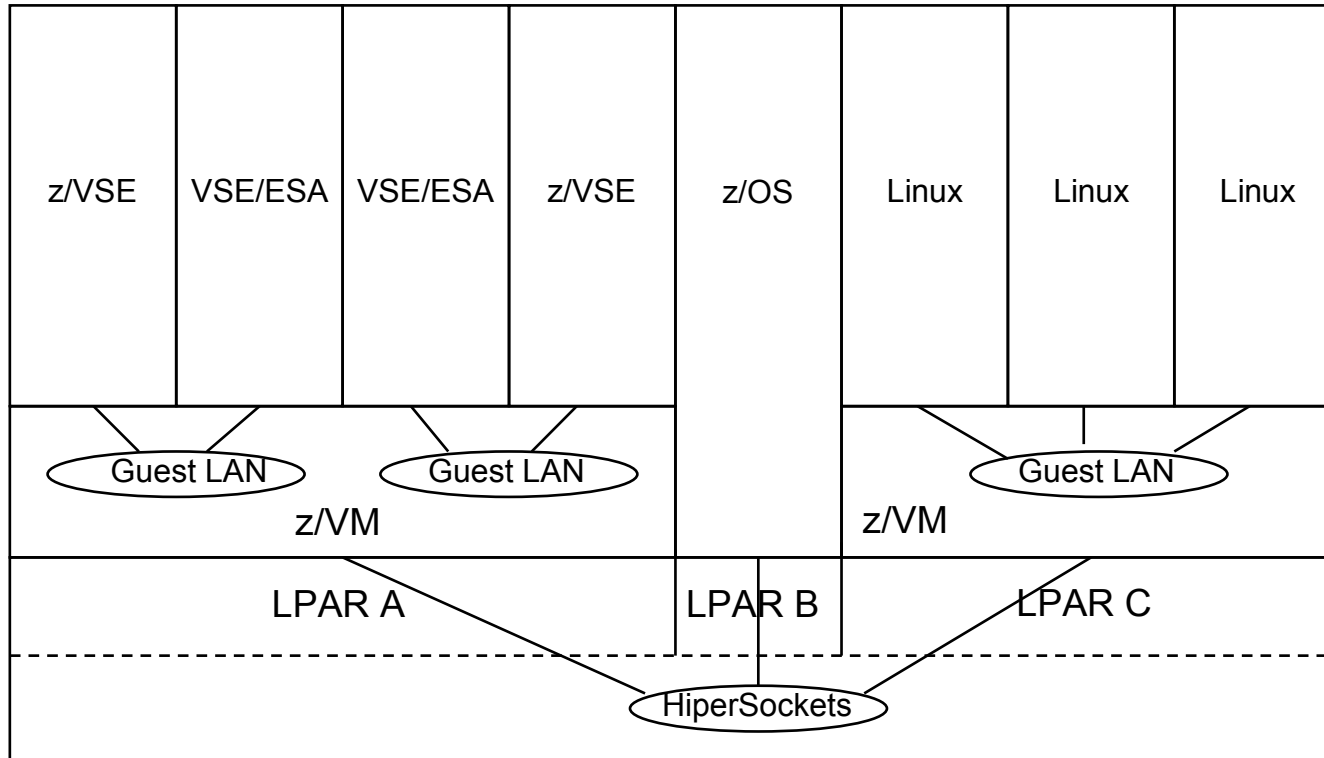 z/VSE VSE/ESA VSE/ESA z/VSE z/OS Linux Linux Linux
Guest LAN Guest LAN Guest LAN
z/VM z/VM
LPAR A LPAR B LPAR C
HiperSockets